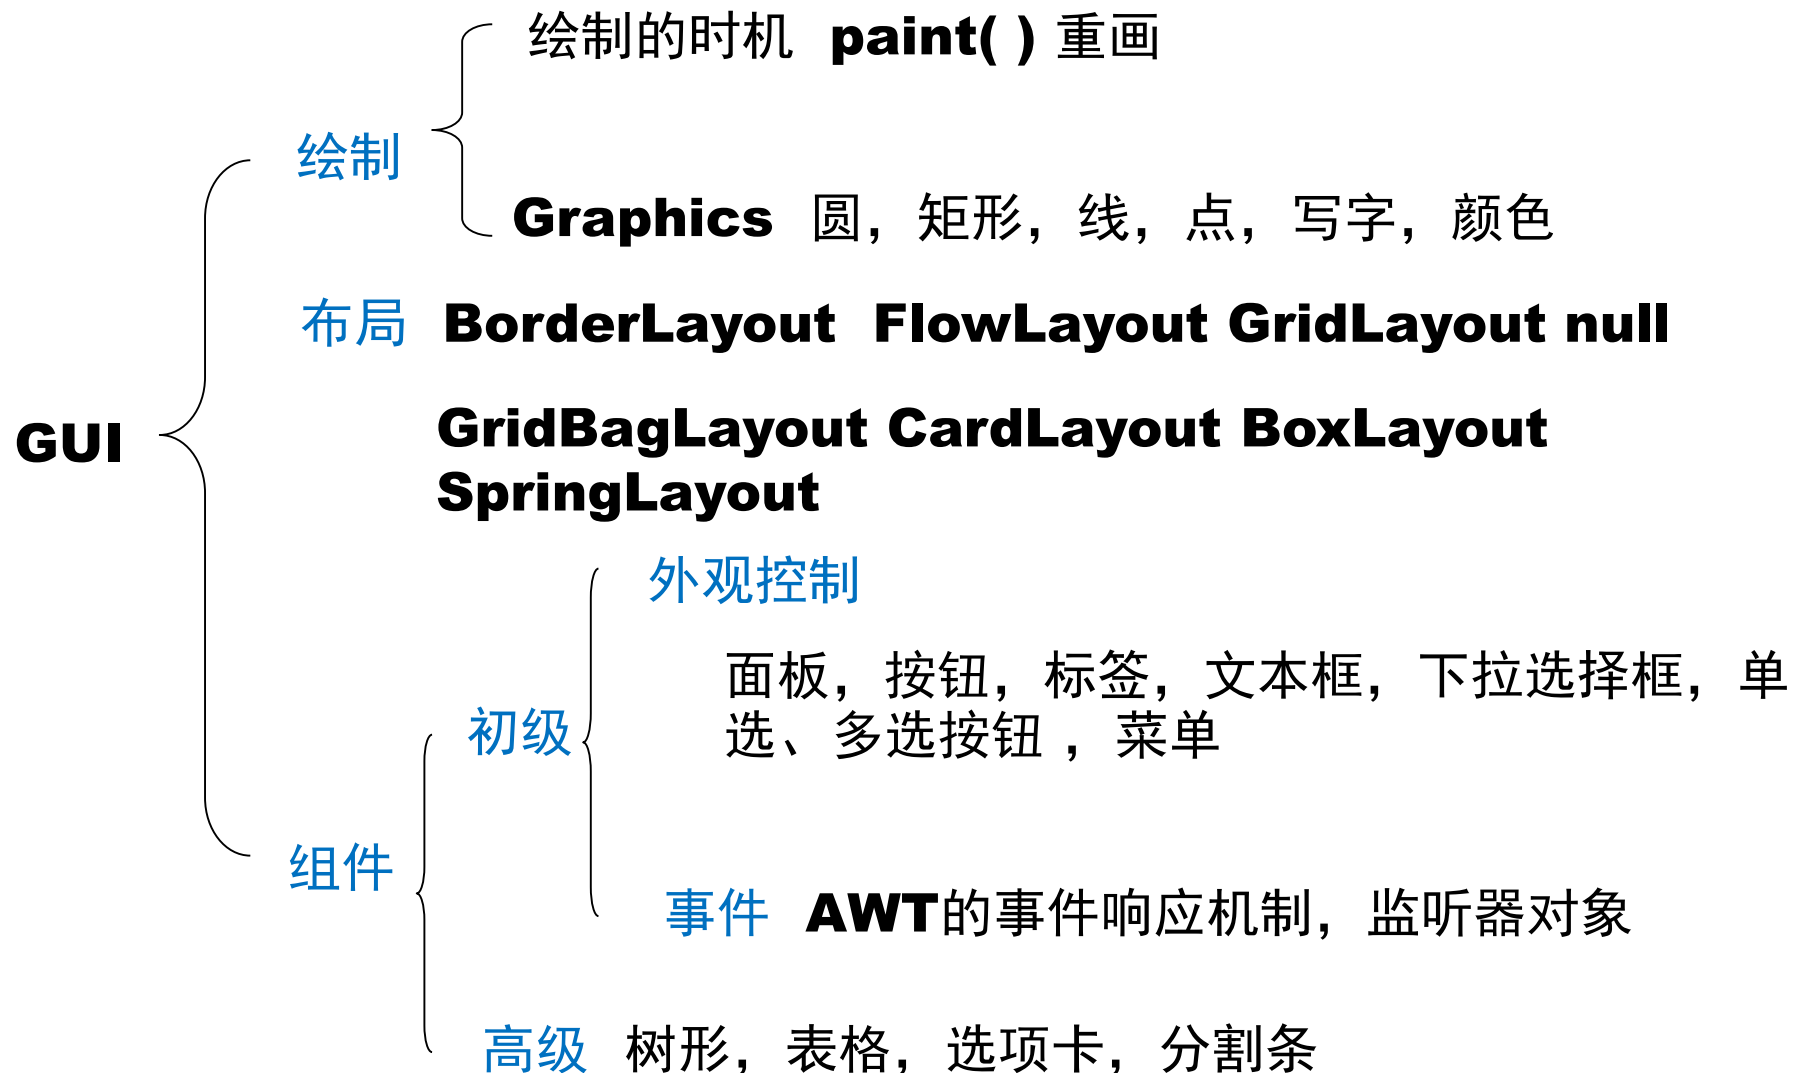 绘制的时机 paint( ) 重画
绘制
Graphics 圆，矩形，线，点，写字，颜色
布局 BorderLayout FlowLayout GridLayout null
GUI
GridBagLayout CardLayout BoxLayout
SpringLayout
外观控制
面板，按钮，标签，文本框，下拉选择框，单
选、多选按钮 ，菜单
初级
组件
事件 AWT的事件响应机制，监听器对象
高级 树形，表格，选项卡，分割条